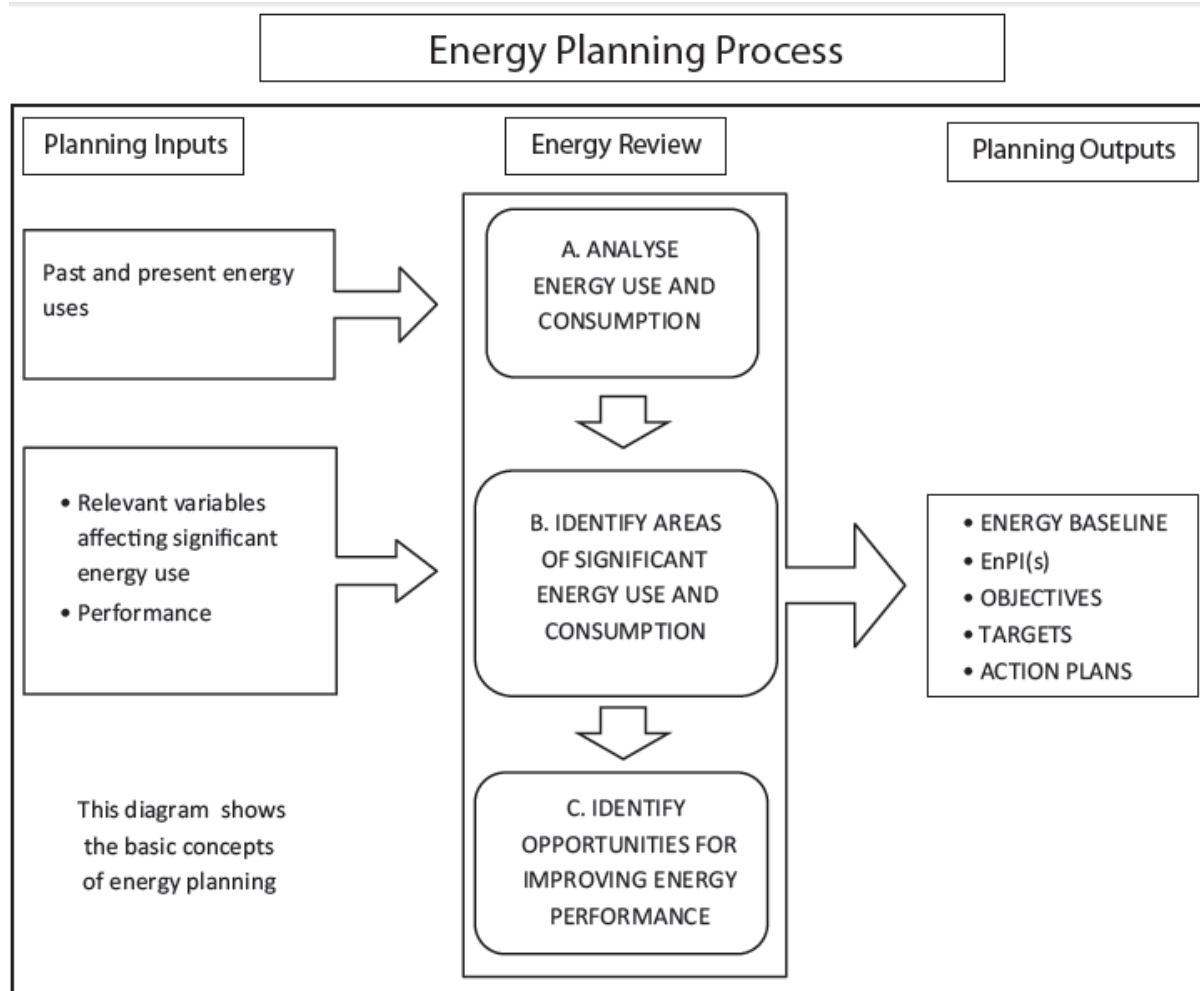 Energy Planning Process
Planning Inputs
Energy Review
Planning Outputs
Past and present energy
uses
A. ANALYSE
ENERGY USE AND
CONSUMPTION
• Relevant variables
affecting significant
energy use
• Performance
B. IDENTIFY AREAS
OF SIGNIFICANT
ENERGY USE AND
CONSUMPTION
• ENERGY BASELINE
• EnPI(s)
• OBJECTIVES
• TARGETS
• ACTION PLANS
This diagram shows
the basic concepts
of energy planning
C. IDENTIFY
OPPORTUNITIES FOR
IMPROVING ENERGY
PERFORMANCE